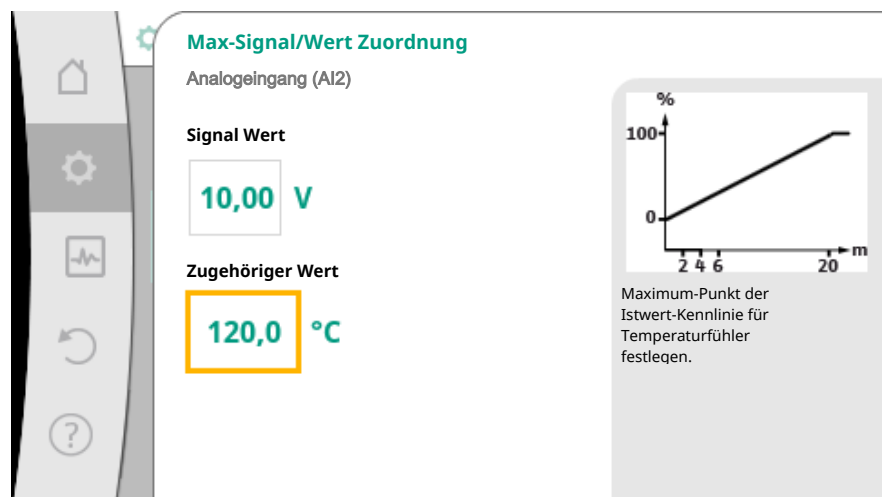 Max-Signal/Wert Zuordnung
Analogeingang (AI2)
Signal Wert
10,00 V
Zugehöriger Wert
120,0 °C
%
100
0
2 4 6 20 m
Maximum-Punkt der
Istwert-Kennlinie für
Temperaturfühler
festlegen.
?